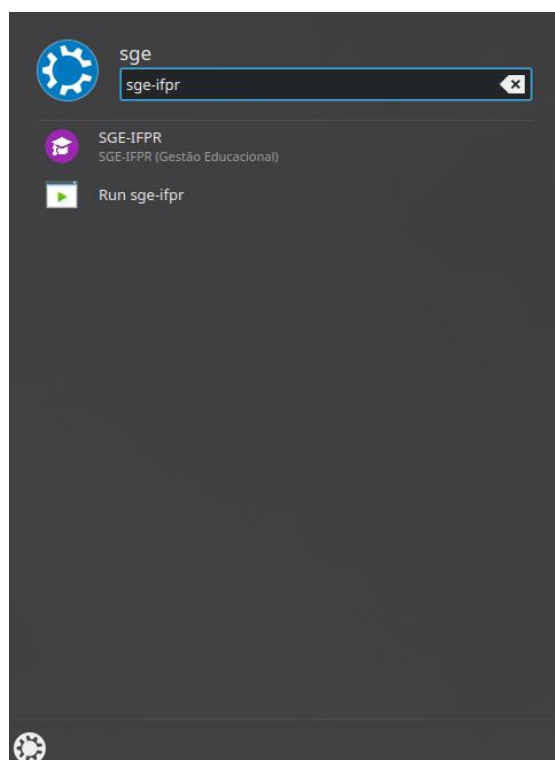 sge
sge-ifpr
SGE-IFPR
SGE-IFPR (Gestão Educacional)
Run sge-ifpr